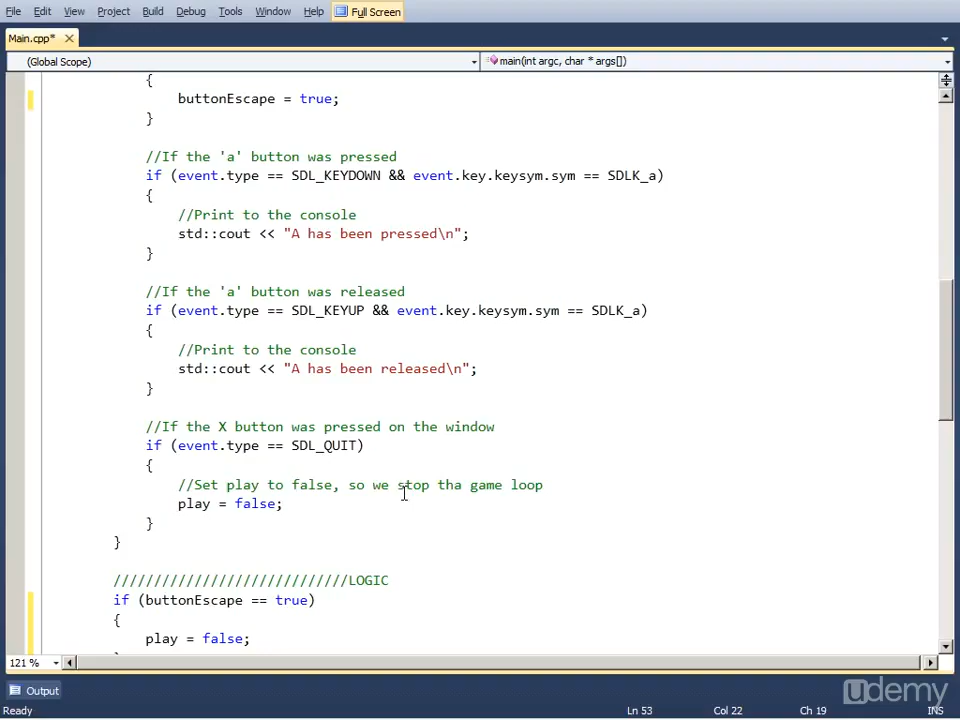 File Edit View Project Build Debug Tools Window Help Full Screen
Main.cpp*
(Global Scope) main(int argc, char * args[])
{
buttonEscape = true;
}
//If the 'a' button was pressed
if (event.type == SDL_KEYDOWN && event.key.keysym.sym == SDLK_a)
{
//Print to the console
std::cout << "A has been pressed\n";
}
//If the 'a' button was released
if (event.type == SDL_KEYUP && event.key.keysym.sym == SDLK_a)
{
//Print to the console
std::cout << "A has been released\n";
}
//If the X button was pressed on the window
if (event.type == SDL_QUIT)
{
//Set play to false, so we stop tha game loop
play = false;
}
}
/////////////////////////////LOGIC
if (buttonEscape == true)
{
play = false;
121 %
Output
udemy
Ready Ln 53 Col 22 Ch 19 INS